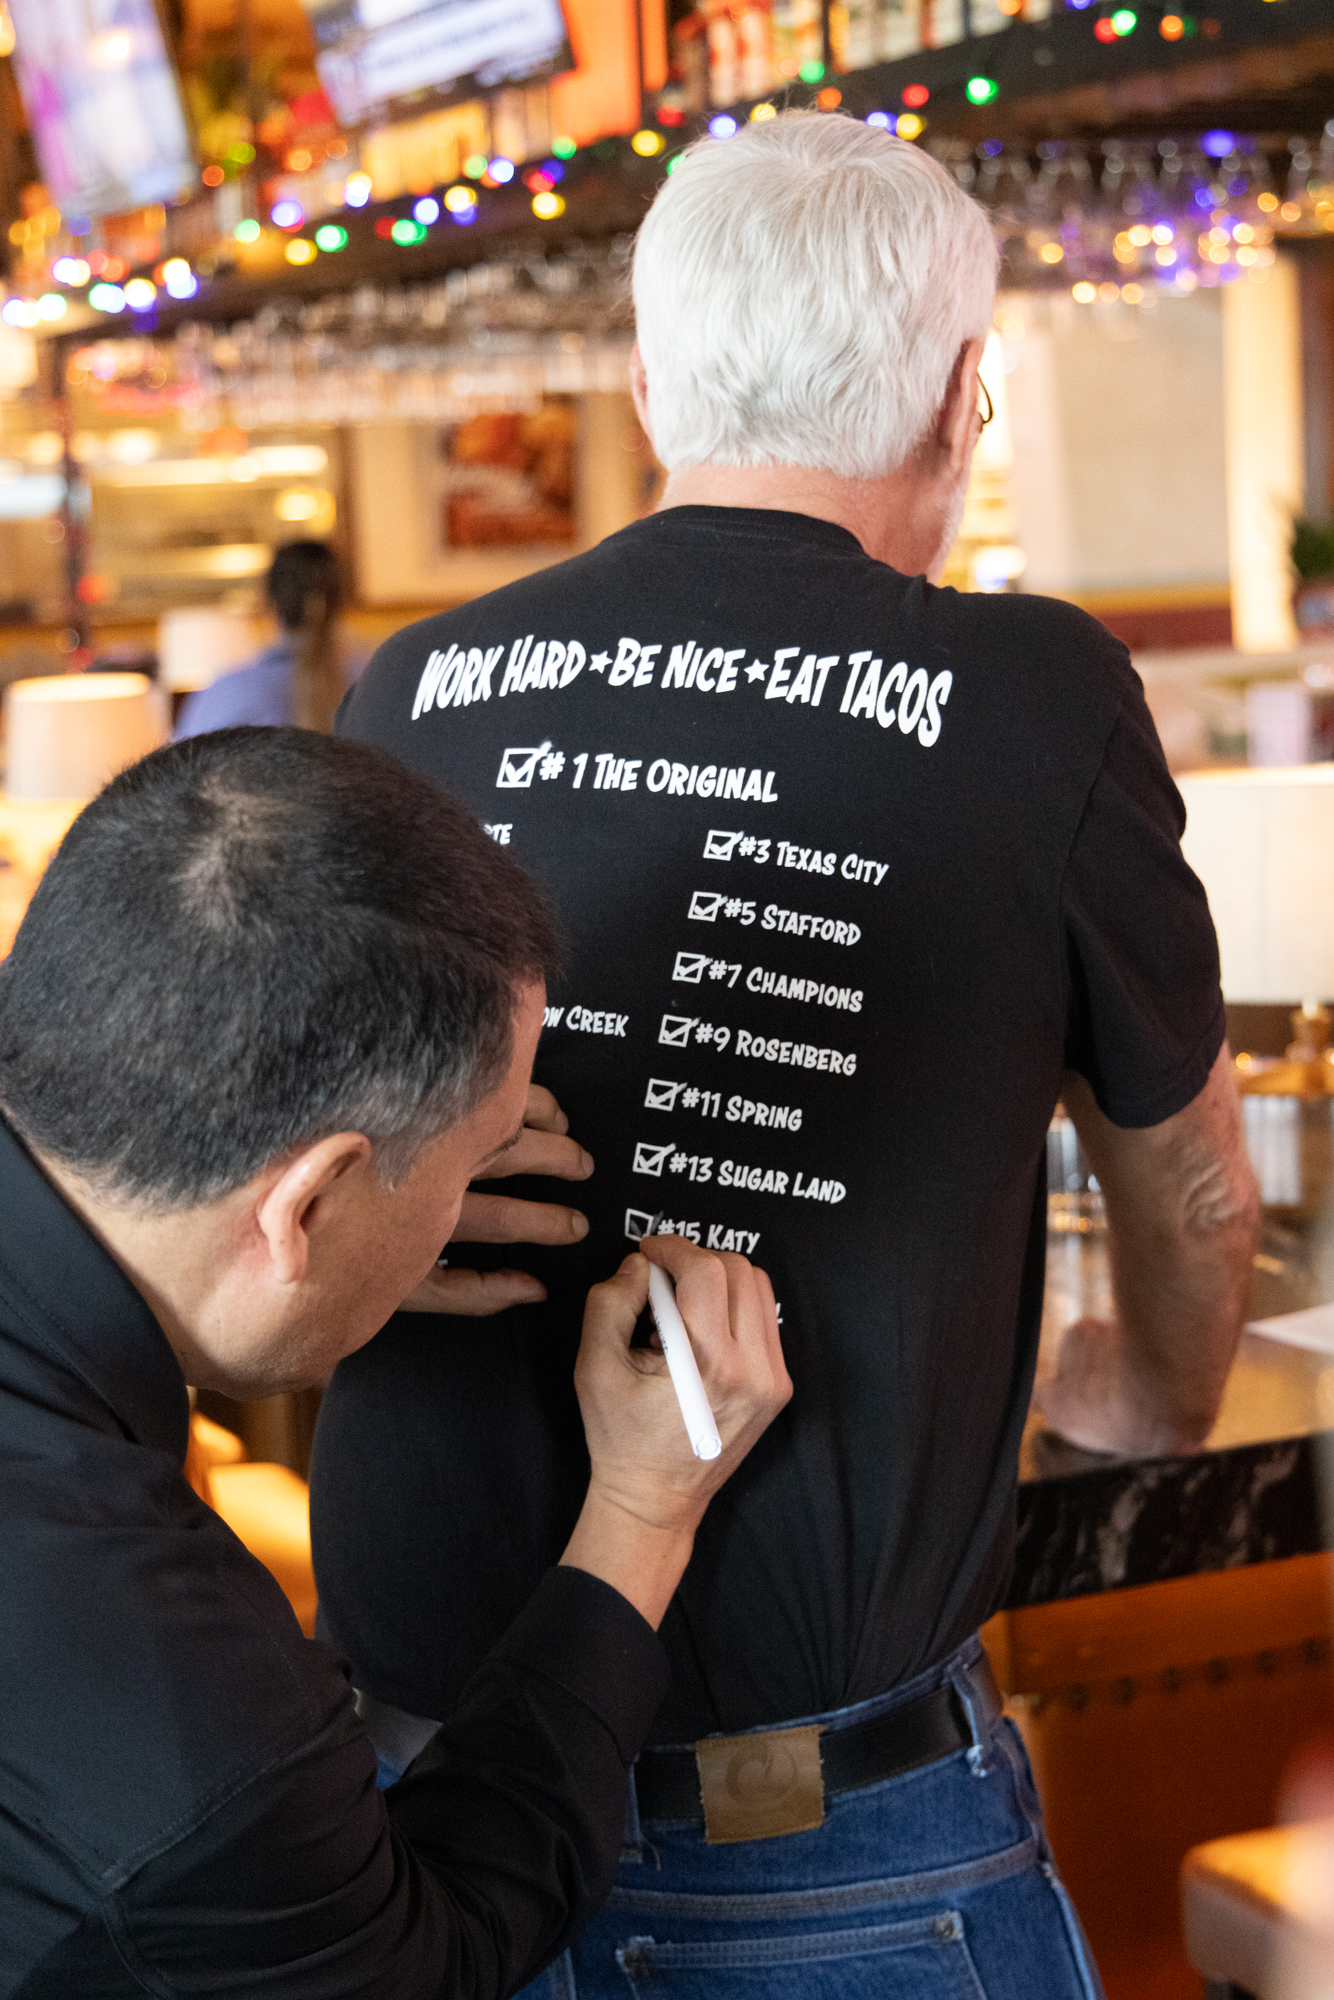 WORK HARD ★ BE NICE ★ EAT TACOS
# 1 THE ORIGINAL
#3 TEXAS CITY
#5 STAFFORD
#7 CHAMPIONS
CREEK
#9 ROSENBERG
#11 SPRING
#13 SUGAR LAND
#15 KATY